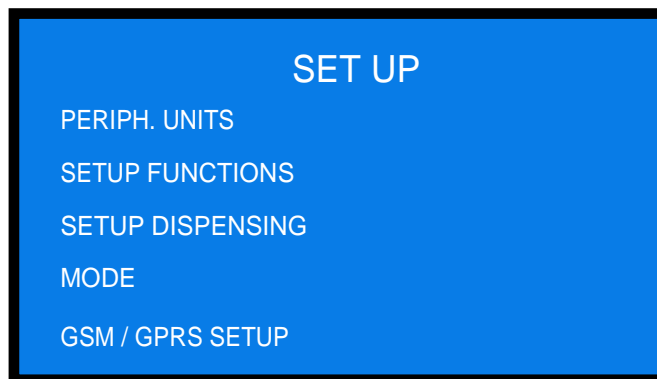 SET UP
PERIPH. UNITS
SETUP FUNCTIONS
SETUP DISPENSING
MODE
GSM / GPRS SETUP